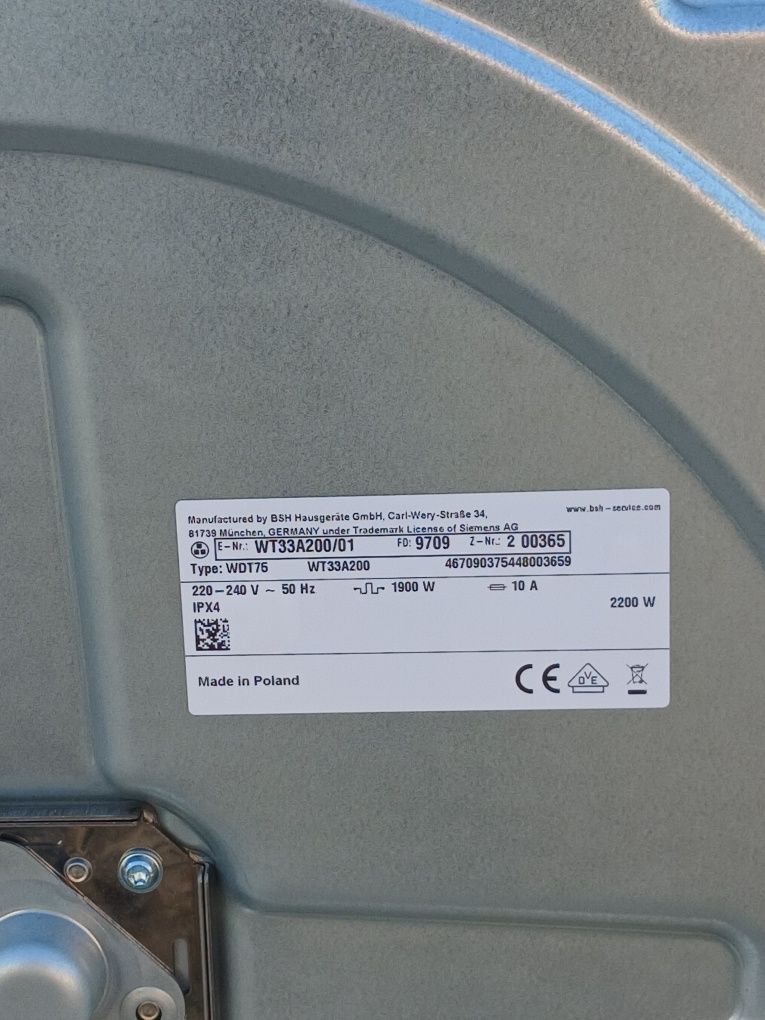 Manufactured by BSH Hausgeräte GmbH, Carl-Wery-Straße 34,
www.bsh-service.com
81739 München, GERMANY under Trademark License of Siemens AG
E-Nr.: WT33A200/01 FD: 9709 Z-Nr.: 2 00365
Type: WDT75 WT33A200 467090375448003659
220-240 V ~ 50 Hz 1900 W 10 A
IPX4
2200 W
Made in Poland
CE
DVE